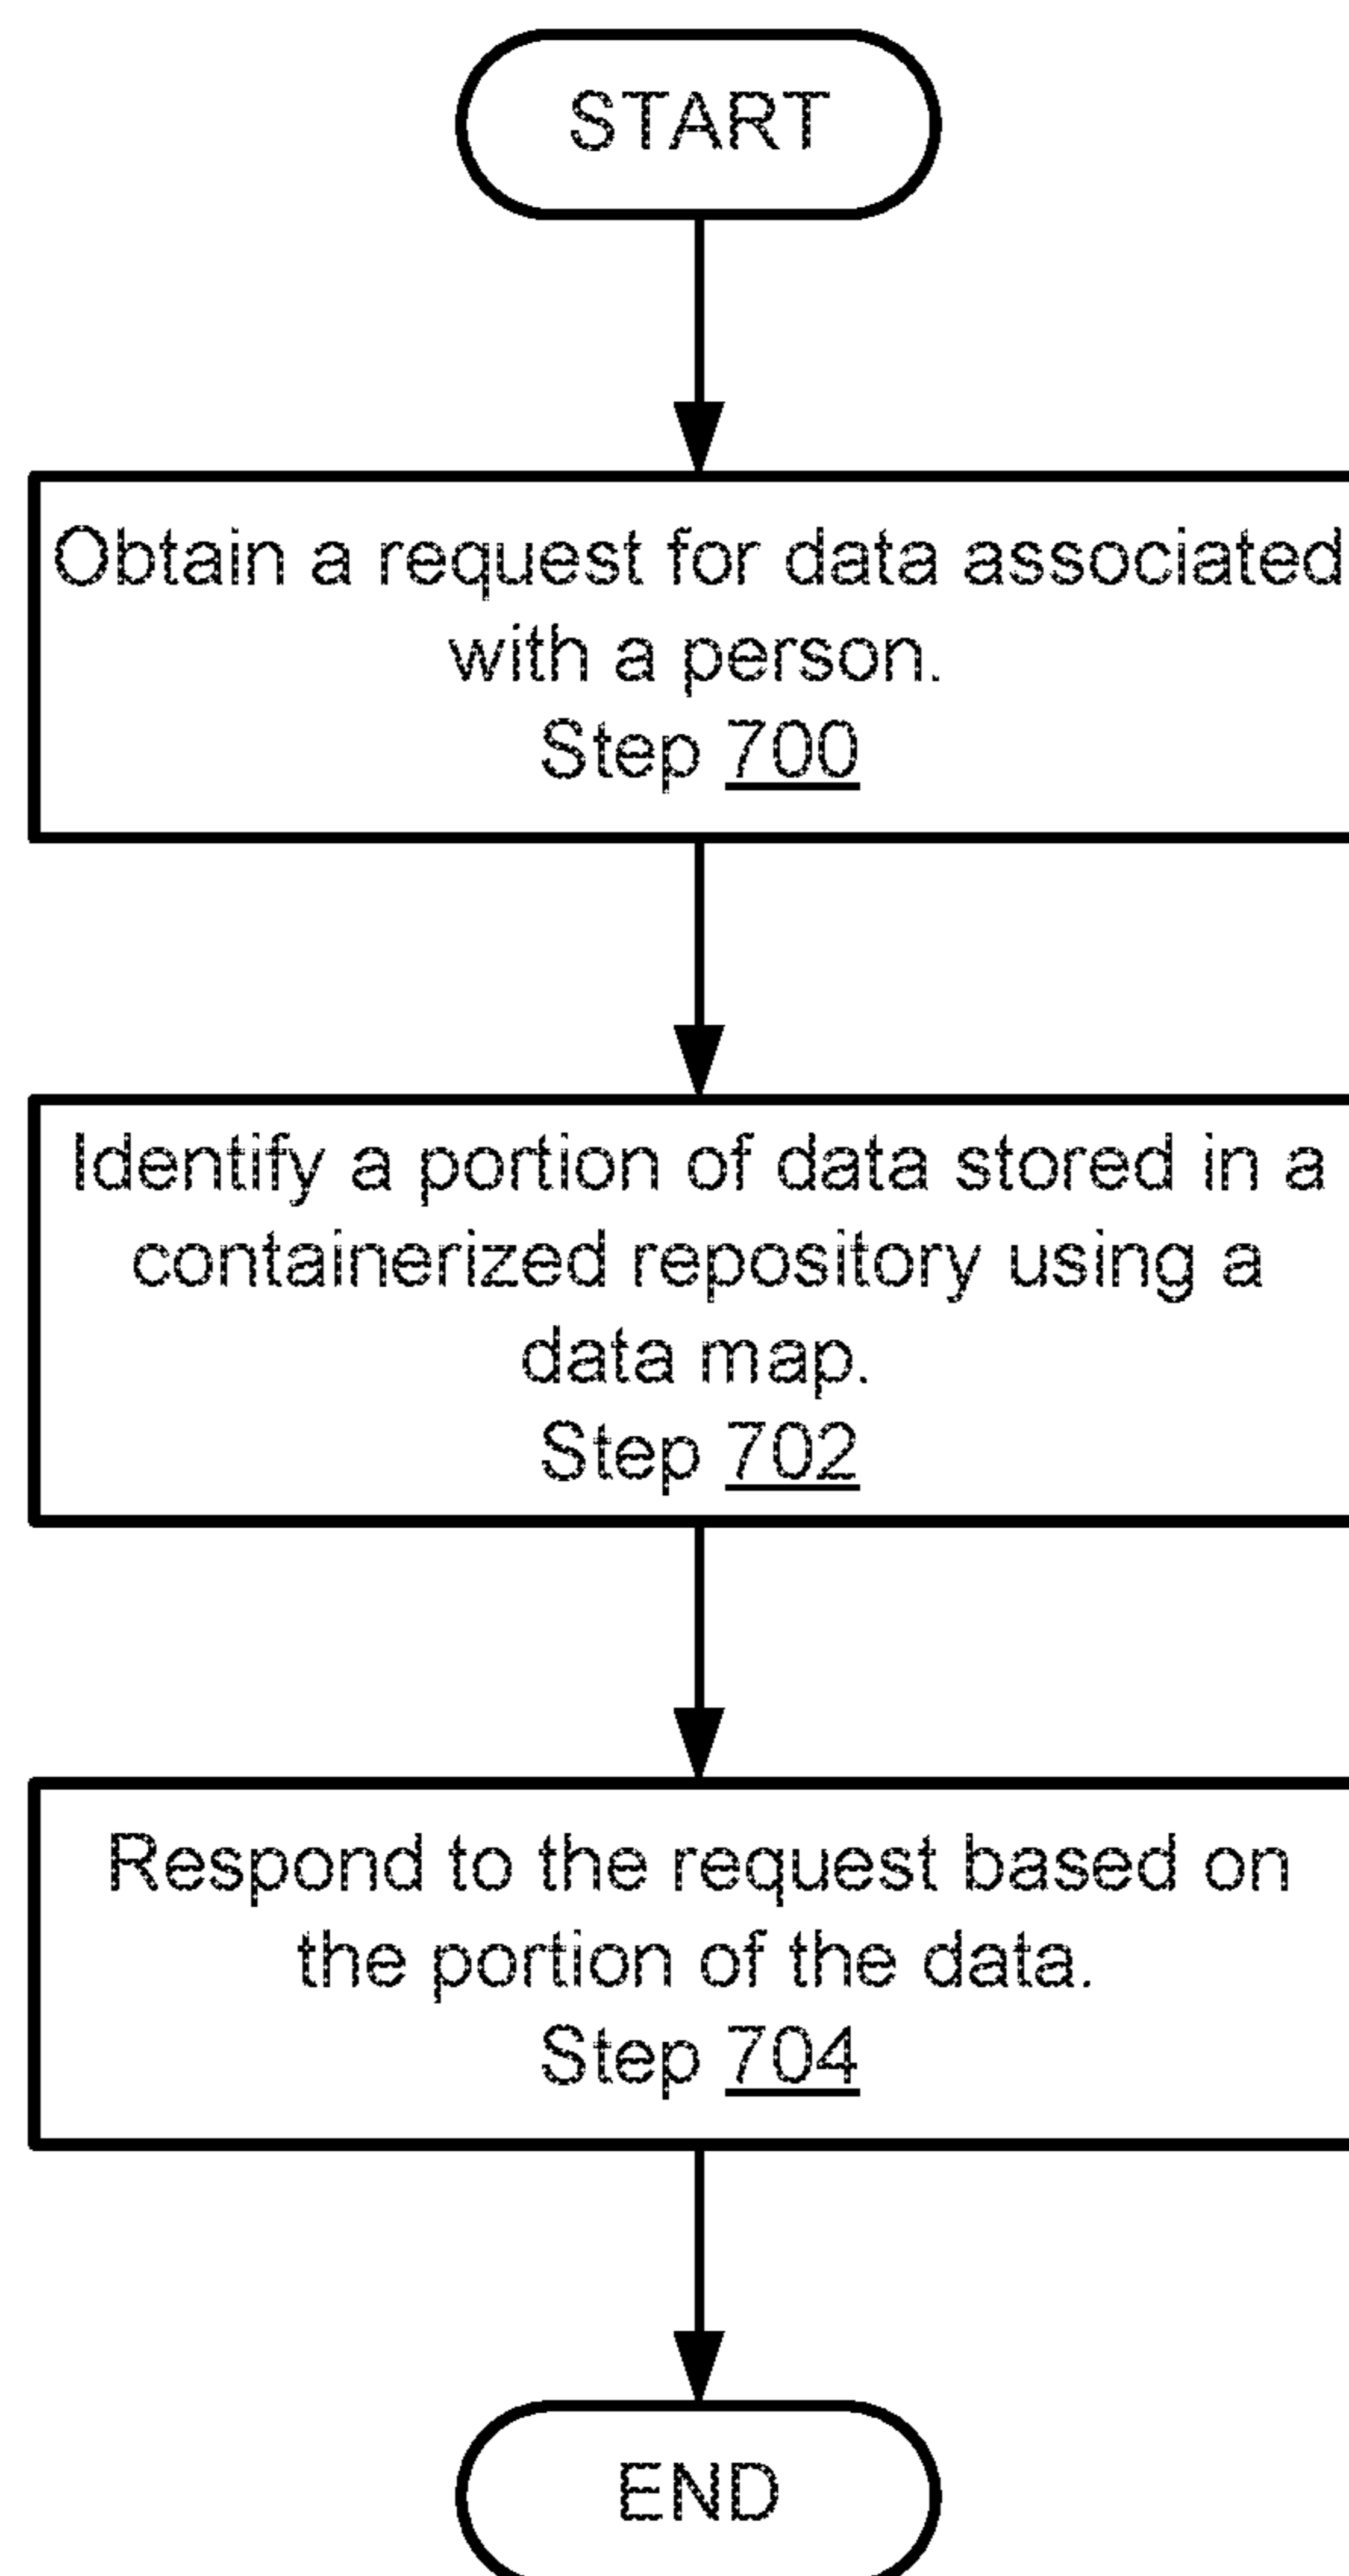 START
Obtain a request for data associated
with a person.
Step 700
Identify a portion of data stored in a
containerized repository using a
data map.
Step 702
Respond to the request based on
the portion of the data.
Step 704
END